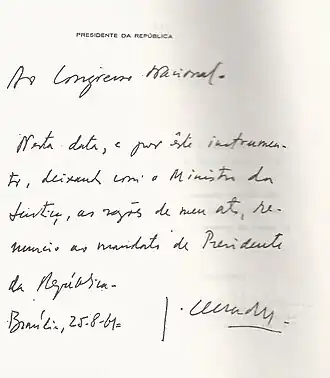 PRESIDENTE DA REPÚBLICA
Ao Congresso Nacional.
Nesta data, e por êste instrumen-
to, deixando com o Ministro da
Justiça, as razões de meu ato, re-
nuncio ao mandato de Presidente
da República.
Brasília, 25-8-61